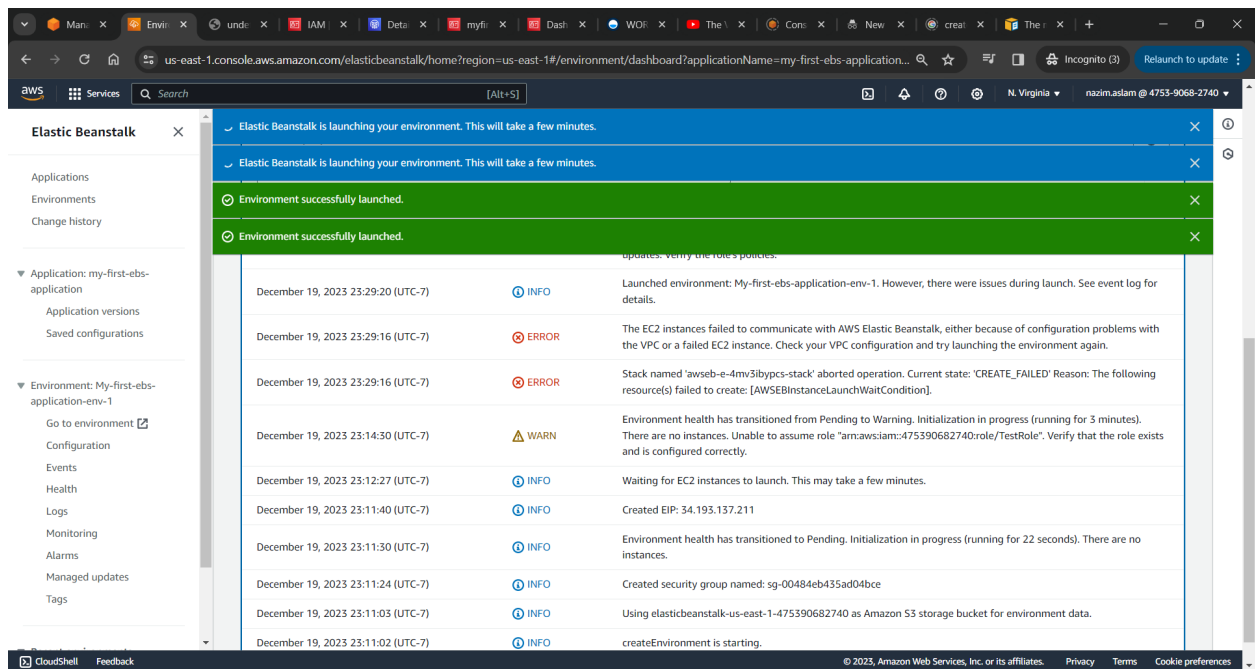 Mana
Envin
unde
IAM
Detai
myfir
Dash
WOR
The \
Cons
New
creat
The r
us-east-1.console.aws.amazon.com/elasticbeanstalk/home?region=us-east-1#/environment/dashboard?applicationName=my-first-ebs-application...
Incognito (3)
Relaunch to update
aws
Services
Search
[Alt+S]
N. Virginia
nazim.aslam @ 4753-9068-2740
Elastic Beanstalk
Applications
Environments
Change history
Application: my-first-ebs-
application
Application versions
Saved configurations
Environment: My-first-ebs-
application-env-1
Go to environment
Configuration
Events
Health
Logs
Monitoring
Alarms
Managed updates
Tags
Elastic Beanstalk is launching your environment. This will take a few minutes.
Elastic Beanstalk is launching your environment. This will take a few minutes.
Environment successfully launched.
Environment successfully launched.
updates. Verify the role's policies.
December 19, 2023 23:29:20 (UTC-7)
INFO
Launched environment: My-first-ebs-application-env-1. However, there were issues during launch. See event log for
details.
December 19, 2023 23:29:16 (UTC-7)
ERROR
The EC2 instances failed to communicate with AWS Elastic Beanstalk, either because of configuration problems with
the VPC or a failed EC2 instance. Check your VPC configuration and try launching the environment again.
December 19, 2023 23:29:16 (UTC-7)
ERROR
Stack named 'awseb-e-4mv3ibypcs-stack' aborted operation. Current state: 'CREATE_FAILED' Reason: The following
resource(s) failed to create: [AWSEBInstanceLaunchWaitCondition].
December 19, 2023 23:14:30 (UTC-7)
WARN
Environment health has transitioned from Pending to Warning. Initialization in progress (running for 3 minutes).
There are no instances. Unable to assume role "arn:aws:iam::475390682740:role/TestRole". Verify that the role exists
and is configured correctly.
December 19, 2023 23:12:27 (UTC-7)
INFO
Waiting for EC2 instances to launch. This may take a few minutes.
December 19, 2023 23:11:40 (UTC-7)
INFO
Created EIP: 34.193.137.211
December 19, 2023 23:11:30 (UTC-7)
INFO
Environment health has transitioned to Pending. Initialization in progress (running for 22 seconds). There are no
instances.
December 19, 2023 23:11:24 (UTC-7)
INFO
Created security group named: sg-00484eb435ad04bce
December 19, 2023 23:11:03 (UTC-7)
INFO
Using elasticbeanstalk-us-east-1-475390682740 as Amazon S3 storage bucket for environment data.
December 19, 2023 23:11:02 (UTC-7)
INFO
createEnvironment is starting.
CloudShell
Feedback
© 2023, Amazon Web Services, Inc. or its affiliates.
Privacy
Terms
Cookie preferences